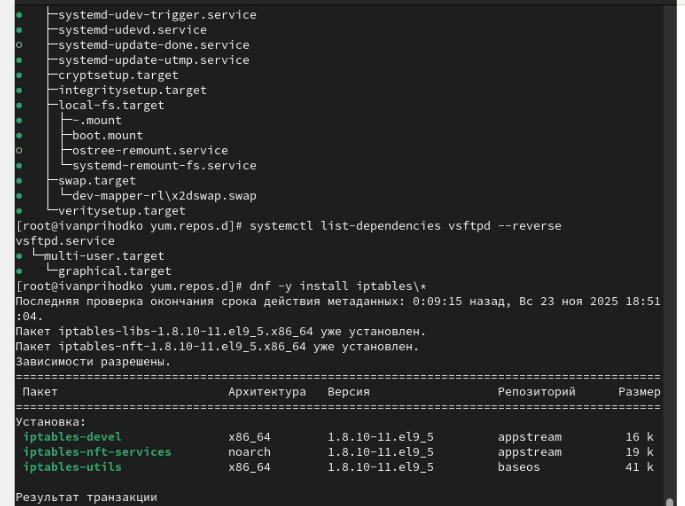 ● ├─systemd-udev-trigger.service
● ├─systemd-udevd.service
○ ├─systemd-update-done.service
● ├─systemd-update-utmp.service
● ├─cryptsetup.target
● ├─integritysetup.target
● ├─local-fs.target
● │ ├─-.mount
● │ ├─boot.mount
○ │ ├─ostree-remount.service
● │ └─systemd-remount-fs.service
● ├─swap.target
● │ └─dev-mapper-rl\x2dswap.swap
● └─veritysetup.target
[root@ivanprihodko yum.repos.d]# systemctl list-dependencies vsftpd --reverse
vsftpd.service
● └─multi-user.target
●   └─graphical.target
[root@ivanprihodko yum.repos.d]# dnf -y install iptables\*
Последняя проверка окончания срока действия метаданных: 0:09:15 назад, Вс 23 ноя 2025 18:51
:04.
Пакет iptables-libs-1.8.10-11.el9_5.x86_64 уже установлен.
Пакет iptables-nft-1.8.10-11.el9_5.x86_64 уже установлен.
Зависимости разрешены.
================================================================================
Пакет Архитектура Версия Репозиторий Размер
================================================================================
Установка:
iptables-devel x86_64 1.8.10-11.el9_5 appstream 16 k
iptables-nft-services noarch 1.8.10-11.el9_5 appstream 19 k
iptables-utils x86_64 1.8.10-11.el9_5 baseos 41 k
Результат транзакции